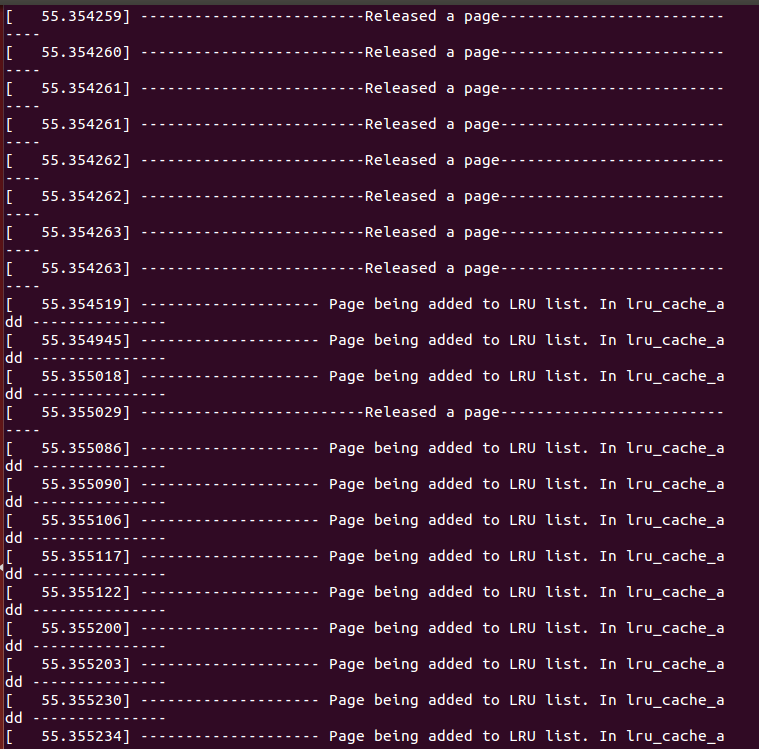 [   55.354259] -------------------------Released a page-------------------------
----
[   55.354260] -------------------------Released a page-------------------------
----
[   55.354261] -------------------------Released a page-------------------------
----
[   55.354261] -------------------------Released a page-------------------------
----
[   55.354262] -------------------------Released a page-------------------------
----
[   55.354262] -------------------------Released a page-------------------------
----
[   55.354263] -------------------------Released a page-------------------------
----
[   55.354263] -------------------------Released a page-------------------------
----
[   55.354519] -------------------- Page being added to LRU list. In lru_cache_a
dd ---------------
[   55.354945] -------------------- Page being added to LRU list. In lru_cache_a
dd ---------------
[   55.355018] -------------------- Page being added to LRU list. In lru_cache_a
dd ---------------
[   55.355029] -------------------------Released a page-------------------------
----
[   55.355086] -------------------- Page being added to LRU list. In lru_cache_a
dd ---------------
[   55.355090] -------------------- Page being added to LRU list. In lru_cache_a
dd ---------------
[   55.355106] -------------------- Page being added to LRU list. In lru_cache_a
dd ---------------
[   55.355117] -------------------- Page being added to LRU list. In lru_cache_a
dd ---------------
[   55.355122] -------------------- Page being added to LRU list. In lru_cache_a
dd ---------------
[   55.355200] -------------------- Page being added to LRU list. In lru_cache_a
dd ---------------
[   55.355203] -------------------- Page being added to LRU list. In lru_cache_a
dd ---------------
[   55.355230] -------------------- Page being added to LRU list. In lru_cache_a
dd ---------------
[   55.355234] -------------------- Page being added to LRU list. In lru_cache_a